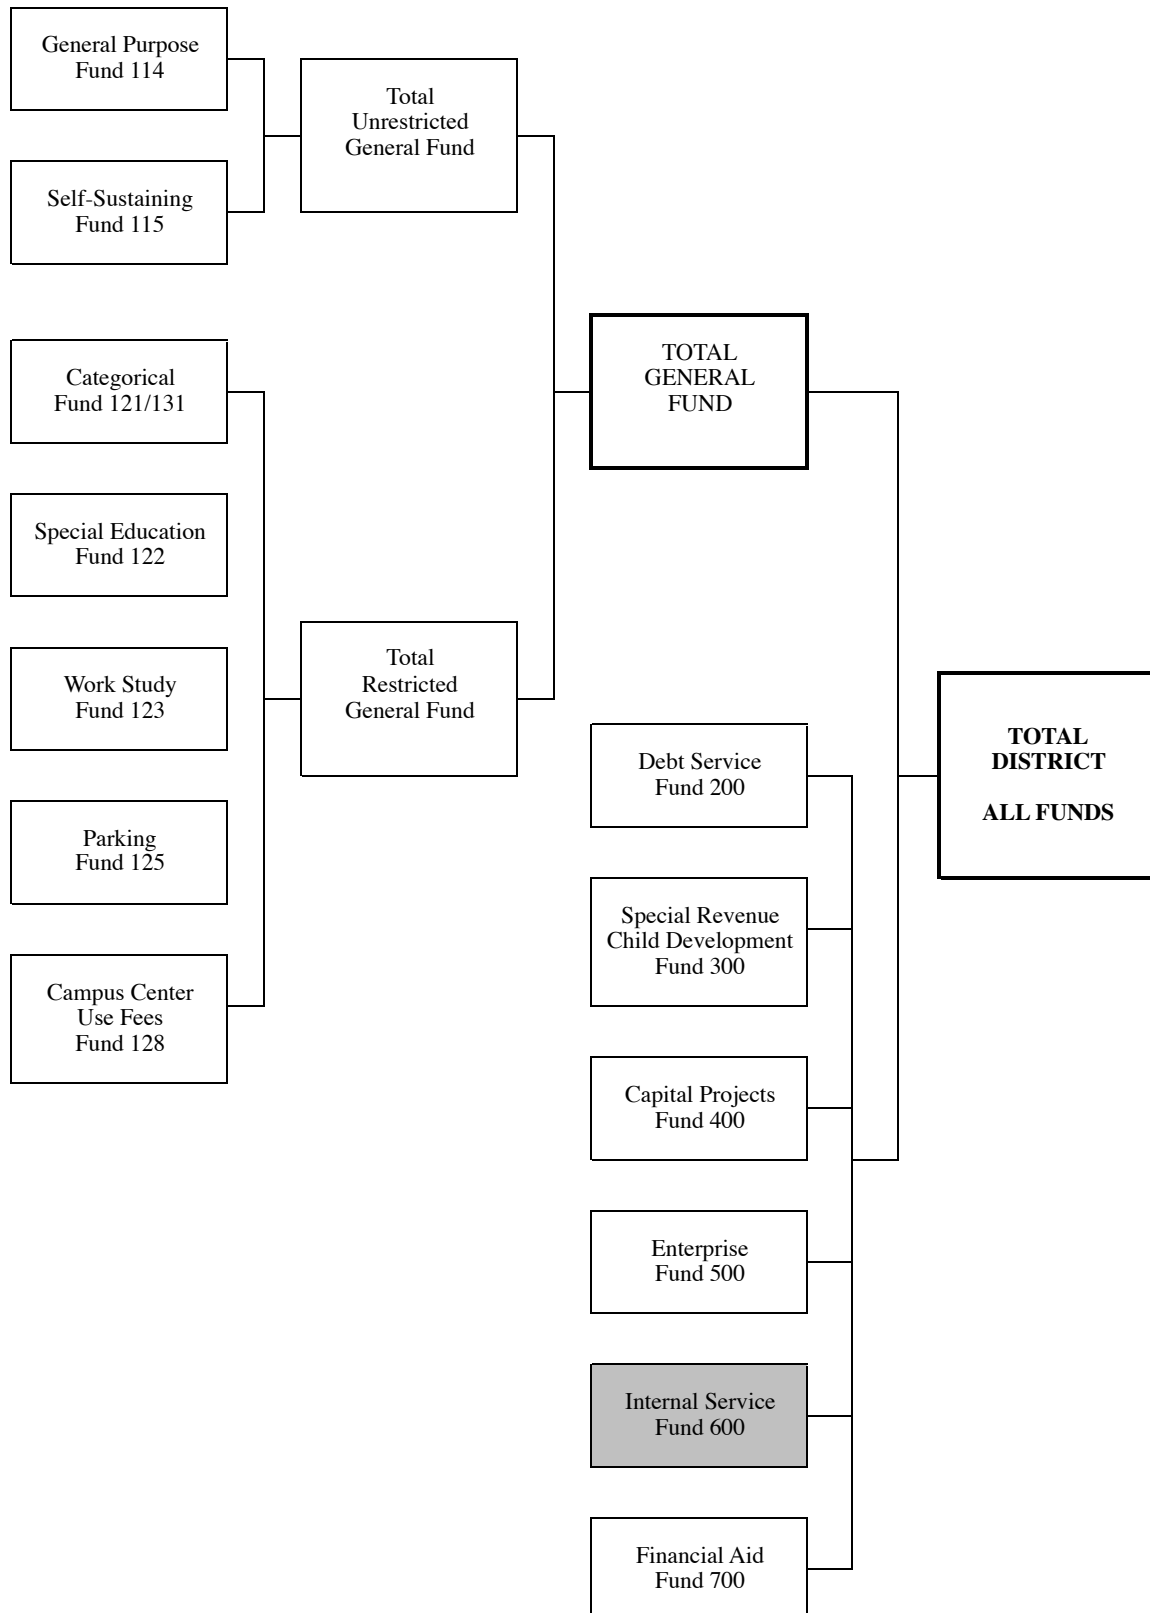 General Purpose
Fund 114
Self-Sustaining
Fund 115
Categorical
Fund 121/131
Special Education
Fund 122
Work Study
Fund 123
Parking
Fund 125
Campus Center
Use Fees
Fund 128
Total
Unrestricted
General Fund
Total
Restricted
General Fund
TOTAL
GENERAL
FUND
Debt Service
Fund 200
Special Revenue
Child Development
Fund 300
Capital Projects
Fund 400
Enterprise
Fund 500
Internal Service
Fund 600
Financial Aid
Fund 700
TOTAL
DISTRICT
ALL FUNDS